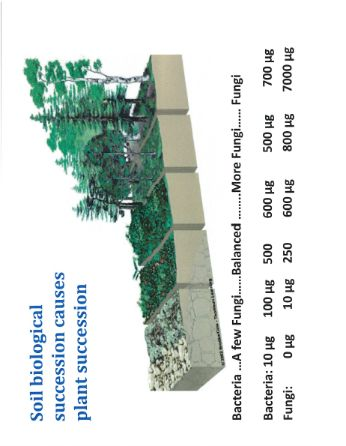 Soil biological
succession causes
plant succession
Bacteria ...A few Fungi.......Balanced ........More Fungi...... Fungi
Bacteria: 10 µg 100 µg 500 600 µg 500 µg 700 µg
Fungi: 0 µg 10 µg 250 600 µg 800 µg 7000 µg